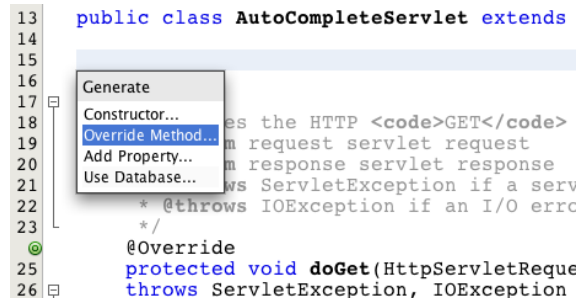 13 public class AutoCompleteServlet extends
14
15
16
Generate
17
Constructor...
18 es the HTTP <code>GET</code>
Override Method...
19 request servlet request
Add Property...
20 response servlet response
Use Database...
21 ws ServletException if a serv
22 * @throws IOException if an I/O erro
23 */
@Override
25 protected void doGet(HttpServletReque
26 throws ServletException, IOException